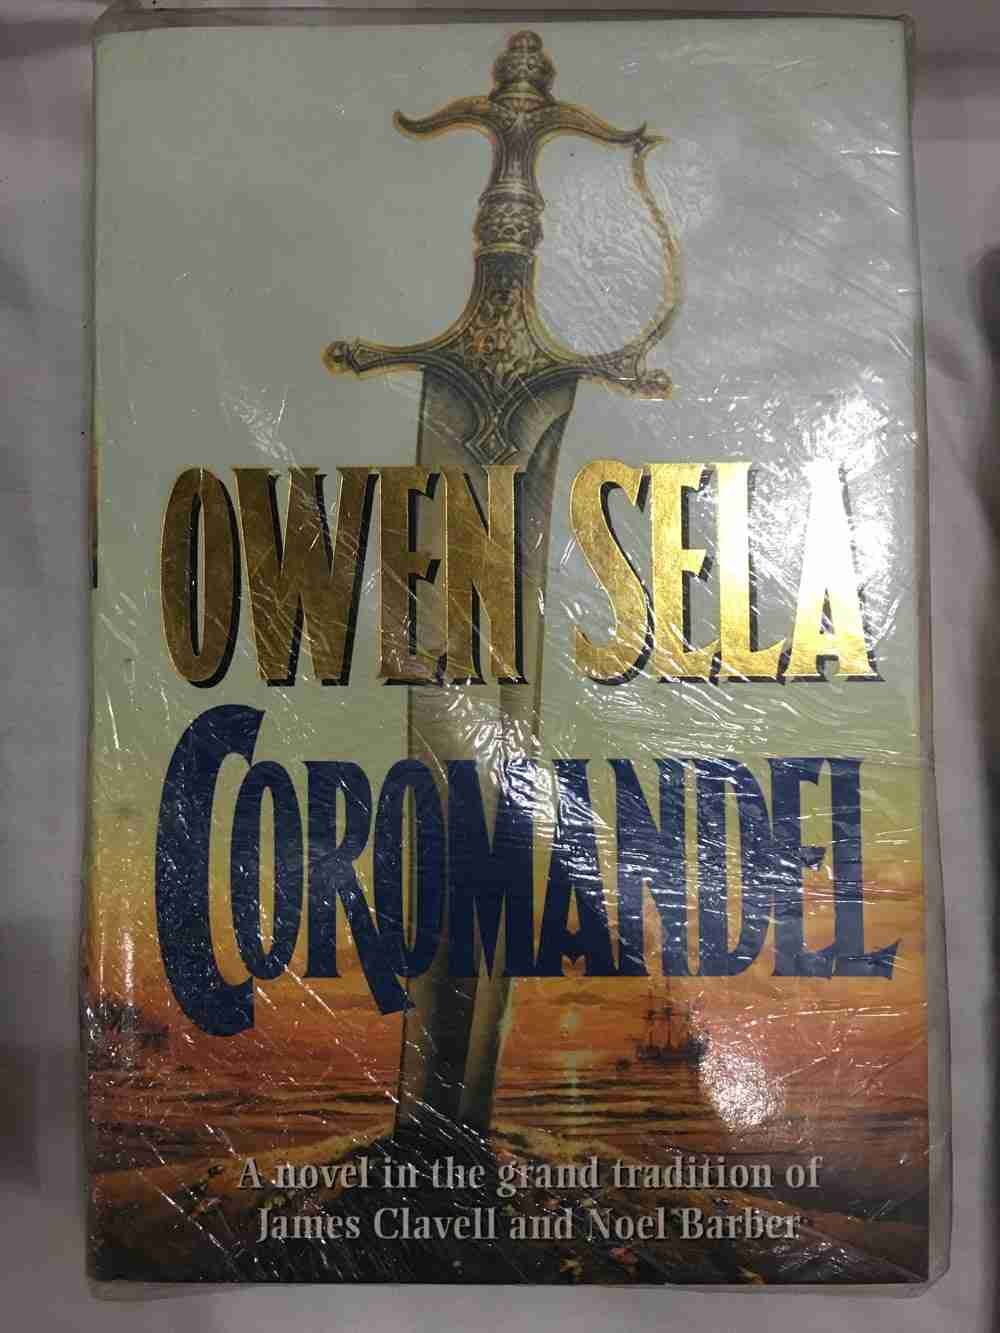 OWEN SELA
COROMANDEL
A novel in the grand tradition of
James Clavell and Noel Barber